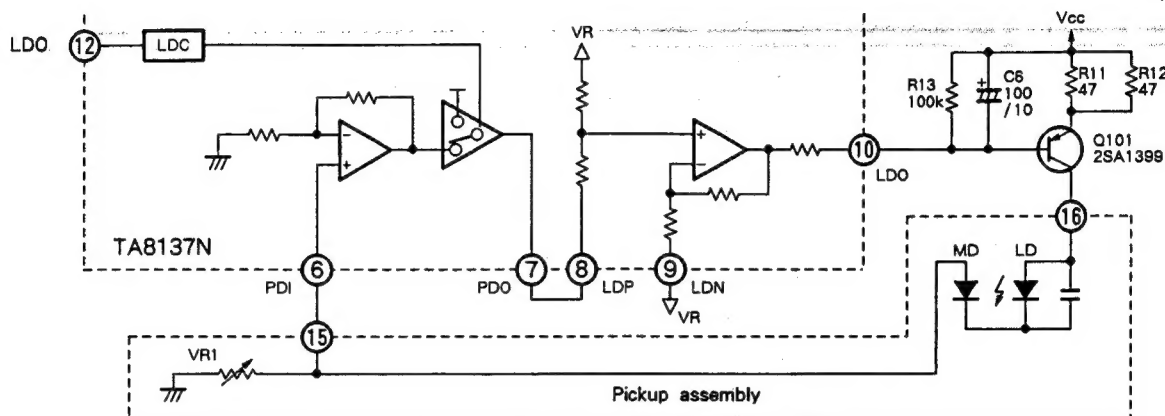 LDO 12 LDC
VR
Vcc
R13
100k
+
C6
100
/10
R11
47
R12
47
Q101
2SA1399
10
LDO
-
+
+
-
TA8137N
6
PDI
7
PDO
8
LDP
9
LDN
VR
16
MD
LD
15
VR1
Pickup assembly